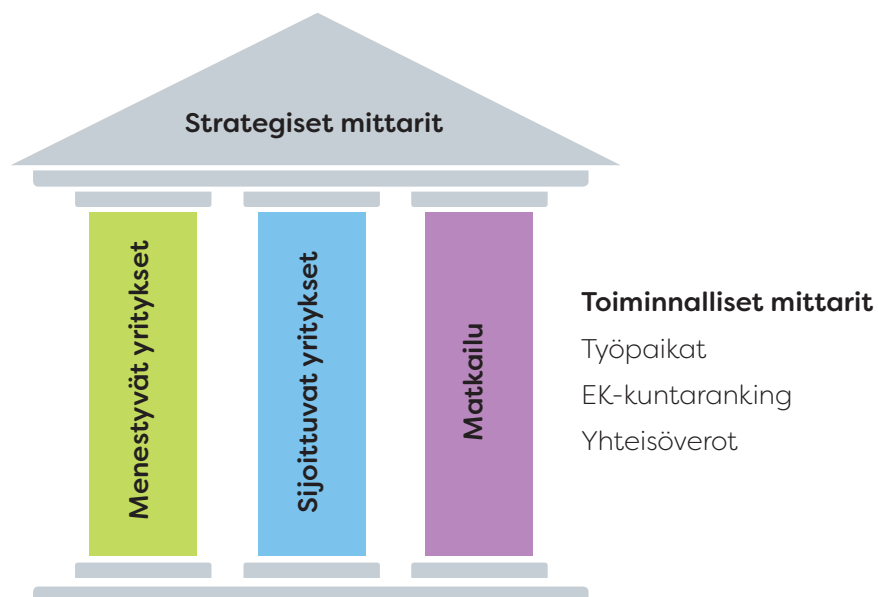 Strategiset mittarit
Menestyvät yritykset
Sijoittuvat yritykset
Matkailu
Toiminnalliset mittarit
Työpaikat
EK-kuntaranking
Yhteisöverot